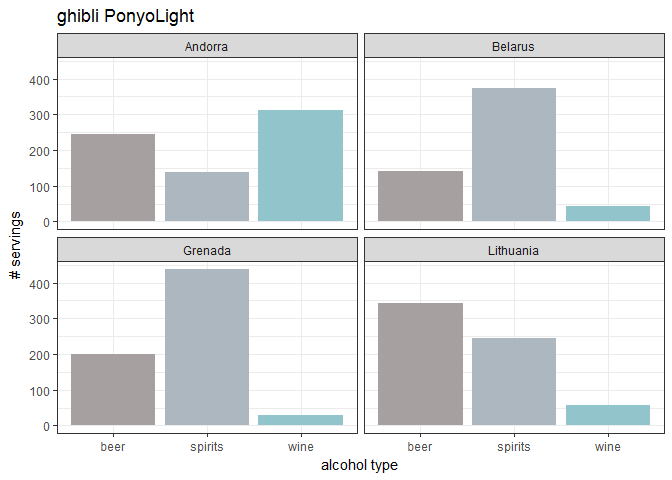 ghibli PonyoLight
Andorra
Belarus
400
300
200
100
0
Grenada
Lithuania
400
300
200
100
0
# servings
beer spirits wine
beer spirits wine
alcohol type